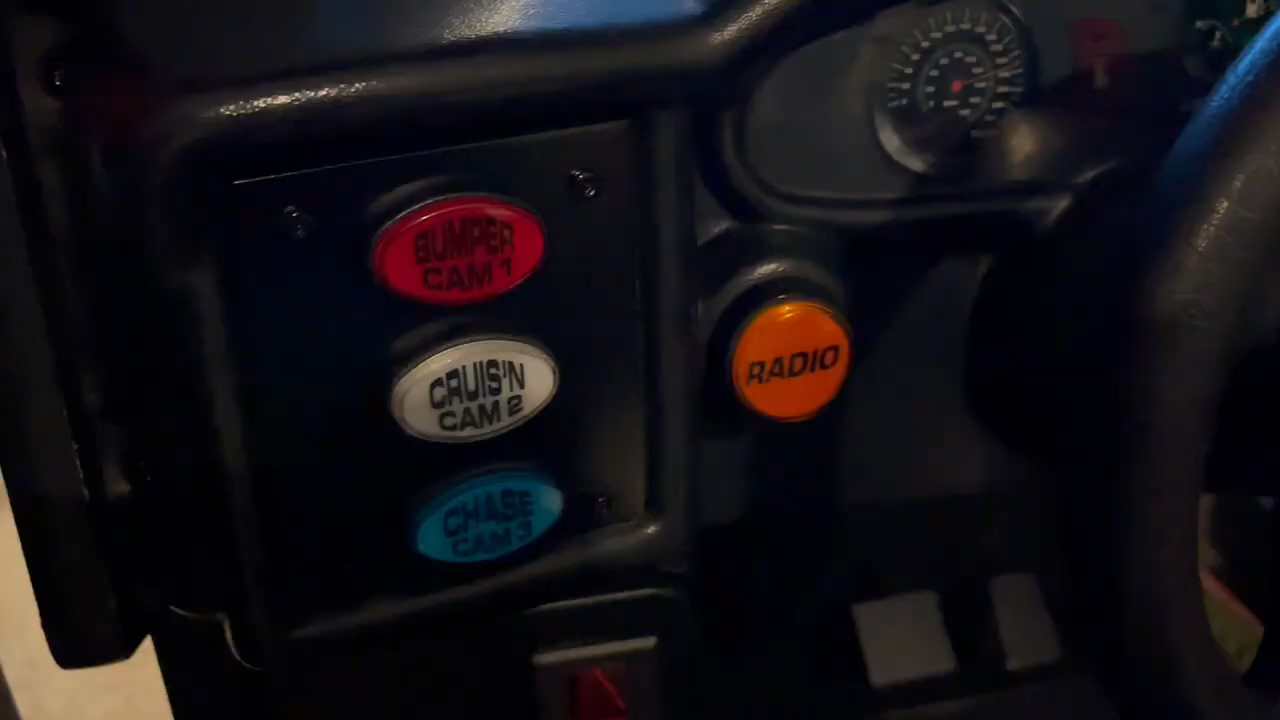 BUMPER
CAM 1
CRUIS'N
CAM 2
RADIO
CHASE
CAM 3